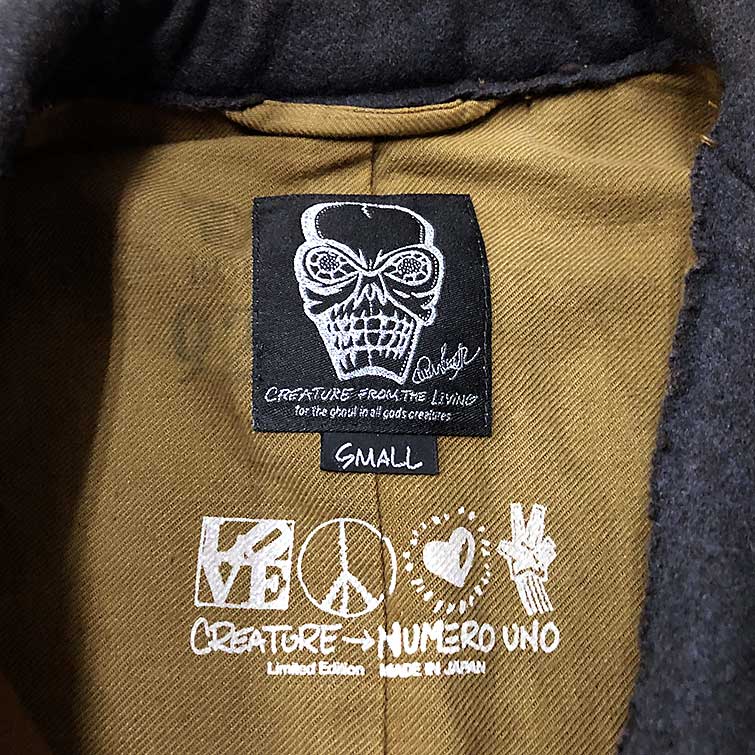 CREATURE FROM THE LIVING
for the ghoul in all gods creatures
SMALL
LO
VE
CREATURE → NUMERO UNO
Limited Edition MADE IN JAPAN